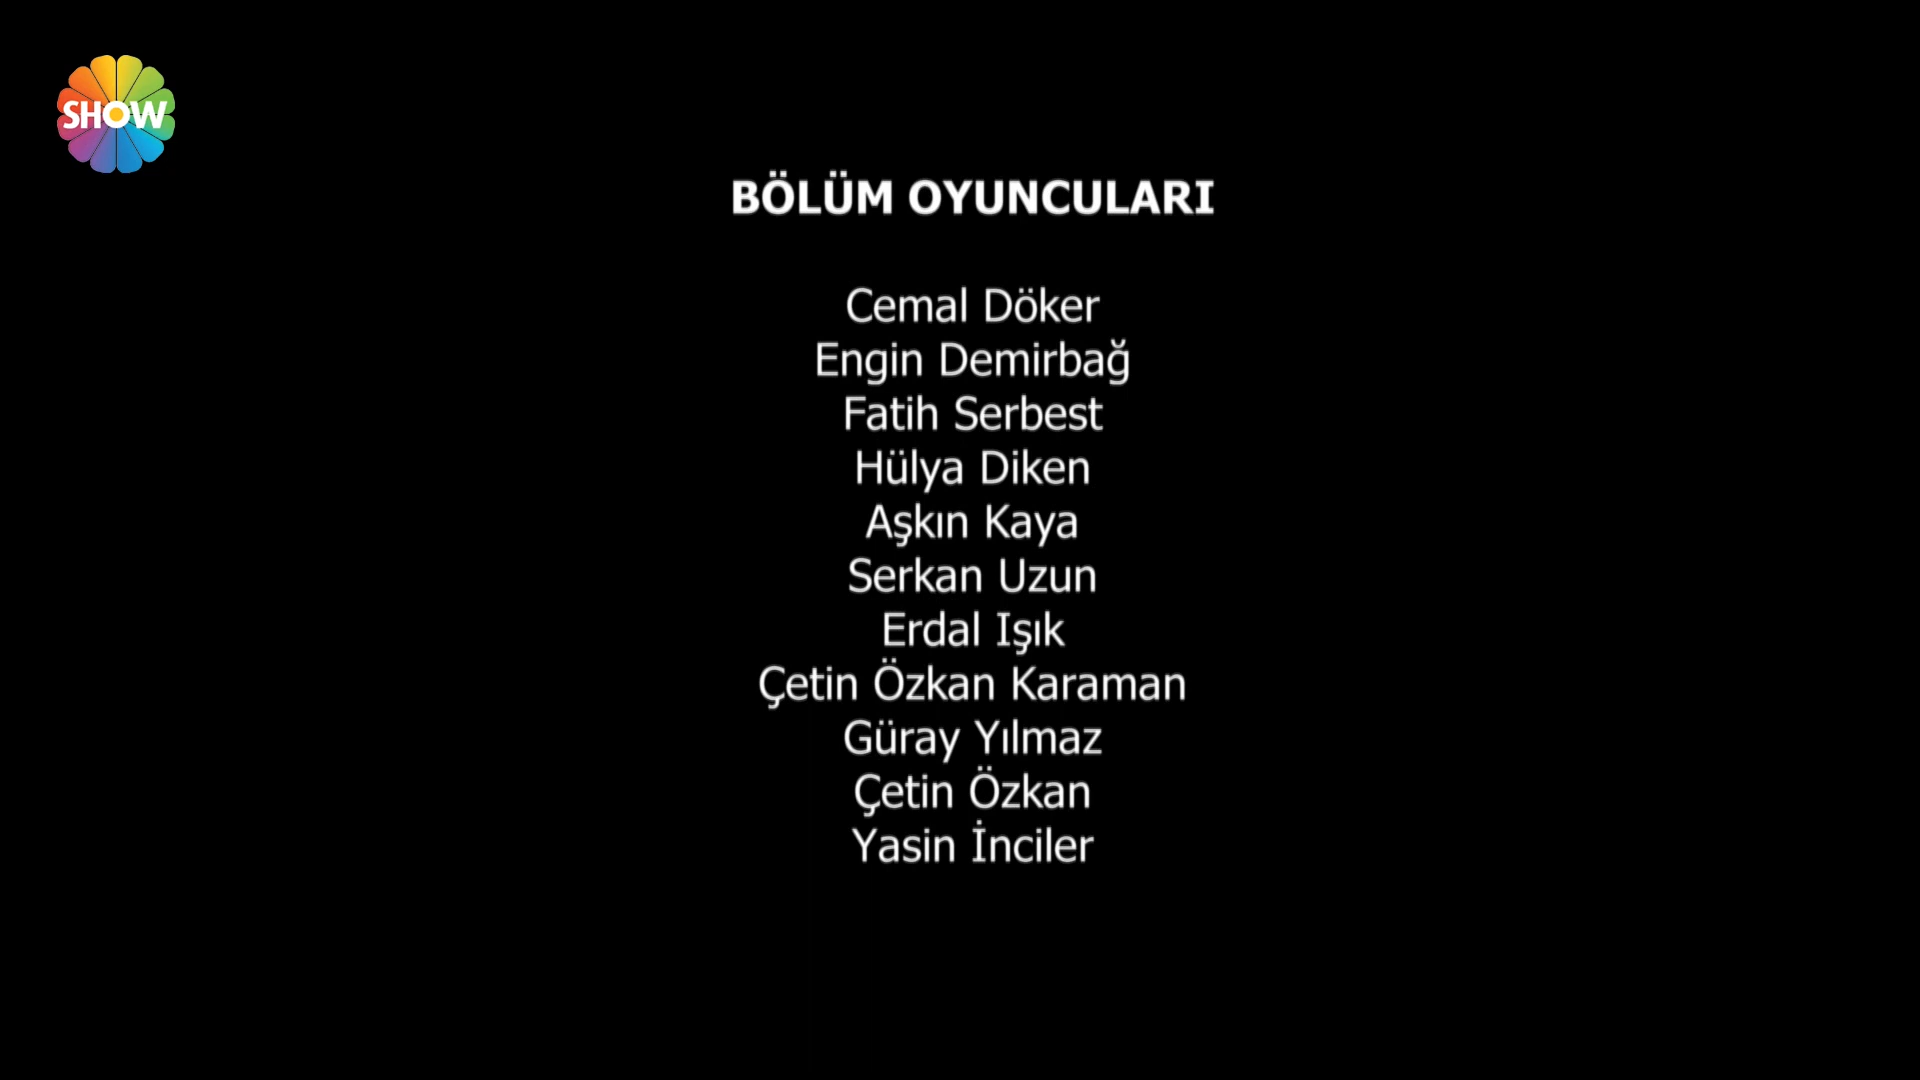 SHOW
BÖLÜM OYUNCULARI
Cemal Döker
Engin Demirbağ
Fatih Serbest
Hülya Diken
Aşkın Kaya
Serkan Uzun
Erdal Işık
Çetin Özkan Karaman
Güray Yılmaz
Çetin Özkan
Yasin İnciler